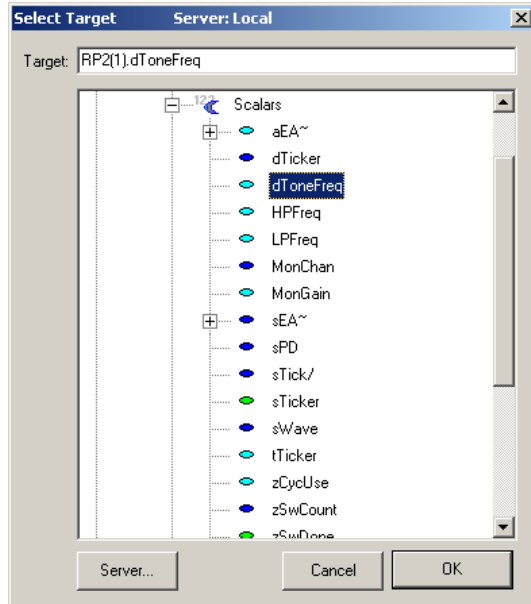 Select Target Server: Local
Target: RP2(1).dToneFreq
123 Scalars
aEA~
dTicker
dToneFreq
HPFreq
LPFreq
MonChan
MonGain
sEA~
sPD
sTick/
sTicker
sWave
tTicker
zCycUse
zSwCount
zSwDone
Server... Cancel OK